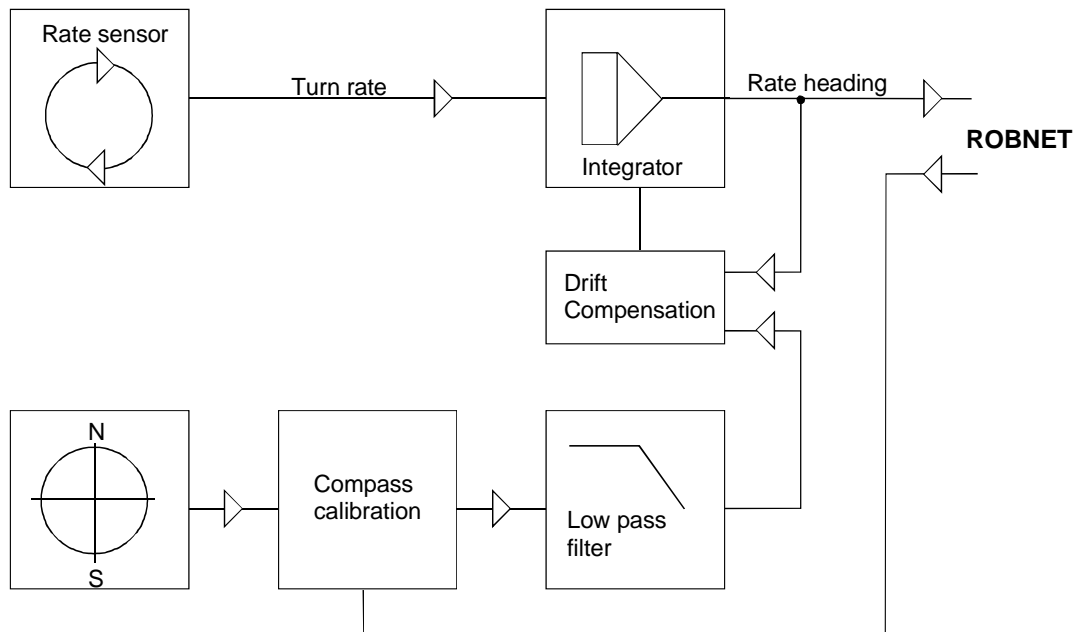 Rate sensor
Turn rate
Integrator
Rate heading
ROBNET
Drift
Compensation
N
S
Compass
calibration
Low pass
filter